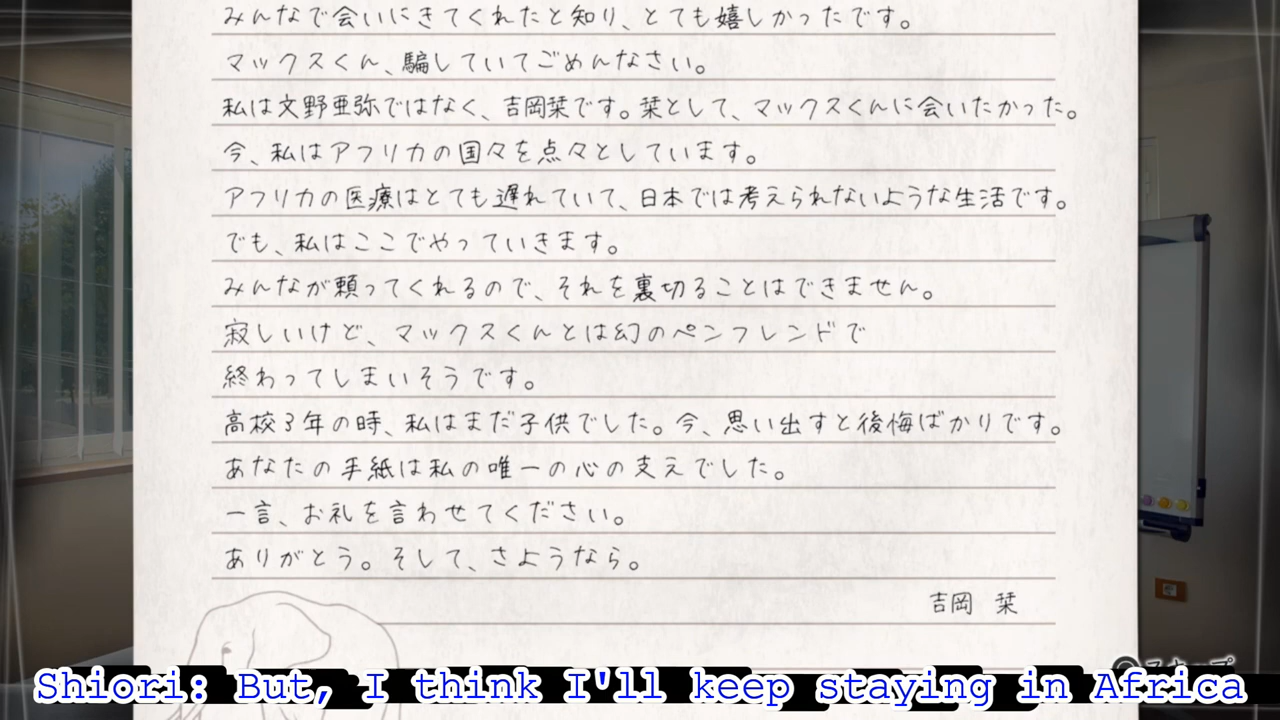 みんなで会いにきてくれたと知り、とても嬉しかったです。
マックスくん、騙していてごめんなさい。
私は文野亜弥ではなく、吉岡栞です。栞として、マックスくんに会いたかった。
今、私はアフリカの国々を点々としています。
アフリカの医療はとても遅れていて、日本では考えられないような生活です。
でも、私はここでやっていきます。
みんなが頼ってくれるので、それを裏切ることはできません。
寂しいけど、マックスくんとは幻のペンフレンドで
終わってしまいそうです。
高校3年の時、私はまだ子供でした。今、思い出すと後悔ばかりです。
あなたの手紙は私の唯一の心の支えでした。
一言、お礼を言わせてください。
ありがとう。そして、さようなら。
吉岡 栞
スキップ
Shiori: But, I think I'll keep staying in Africa